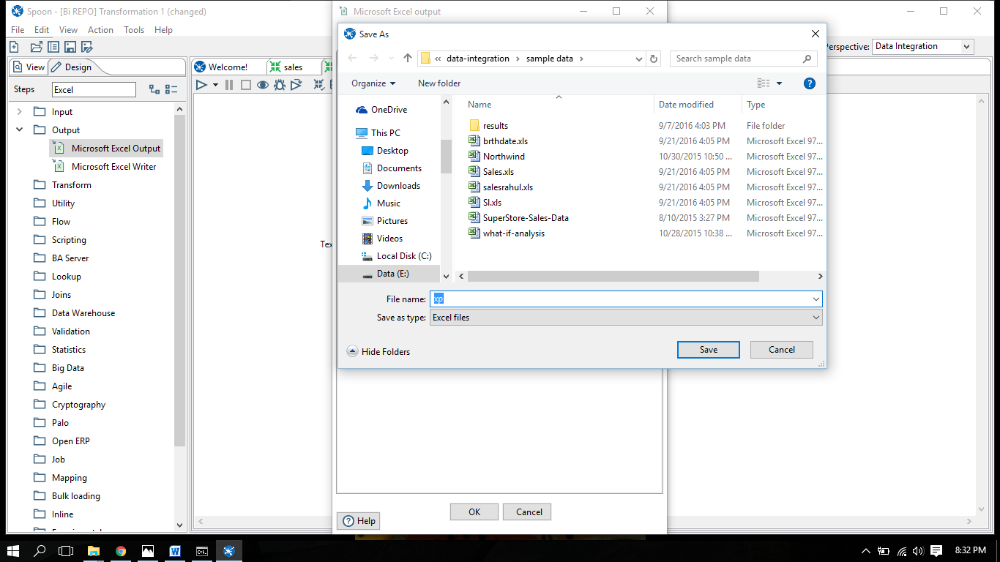 Spoon - [Bi REPO] Transformation 1 (changed)
File Edit View Action Tools Help
Perspective: Data Integration
View Design
Steps Excel
Input
Output
Microsoft Excel Output
Microsoft Excel Writer
Transform
Utility
Flow
Scripting
BA Server
Lookup
Joins
Data Warehouse
Validation
Statistics
Big Data
Agile
Cryptography
Palo
Open ERP
Job
Mapping
Bulk loading
Inline
Welcome! sales
Tex
Microsoft Excel output
Save As
« data-integration › sample data ›
Search sample data
Organize New folder
OneDrive
This PC
Desktop
Documents
Downloads
Music
Pictures
Videos
Local Disk (C:)
Data (E:)
Name Date modified Type
results 9/7/2016 4:03 PM File folder
brthdate.xls 9/21/2016 4:05 PM Microsoft Excel 97...
Northwind 10/30/2015 10:50 ... Microsoft Excel 97...
Sales.xls 9/21/2016 4:05 PM Microsoft Excel 97...
salesrahul.xls 9/21/2016 4:05 PM Microsoft Excel 97...
Sl.xls 9/21/2016 4:05 PM Microsoft Excel 97...
SuperStore-Sales-Data 8/10/2015 3:27 PM Microsoft Excel 97...
what-if-analysis 10/28/2015 10:38 ... Microsoft Excel 97...
File name: xp
Save as type: Excel files
Hide Folders
Save Cancel
OK Cancel
Help
8:32 PM